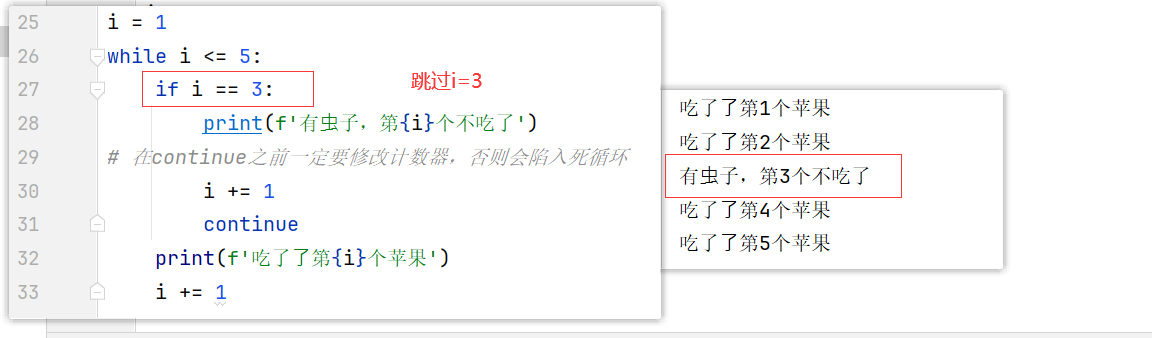 25 i = 1
26 while i <= 5:
27 if i == 3:
跳过i=3
28 print(f'有虫子，第{i}个不吃了')
29 # 在continue之前一定要修改计数器，否则会陷入死循环
30 i += 1
31 continue
32 print(f'吃了了第{i}个苹果')
33 i += 1
吃了了第1个苹果
吃了了第2个苹果
有虫子，第3个不吃了
吃了了第4个苹果
吃了了第5个苹果